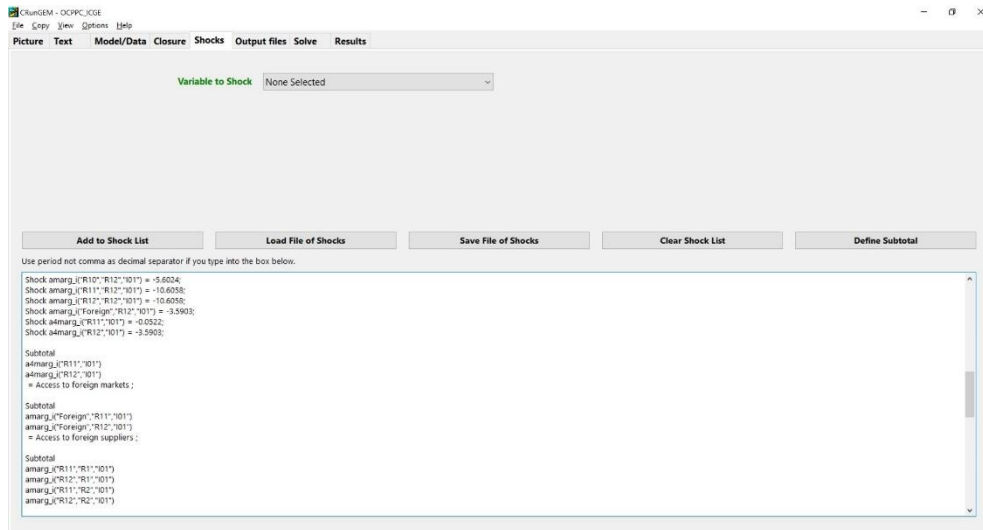 CRunGEM - OCPPC_ICGE
File Copy View Options Help
Picture Text Model/Data Closure Shocks Output files Solve Results
Variable to Shock None Selected
Add to Shock List Load File of Shocks Save File of Shocks Clear Shock List Define Subtotal
Use period not comma as decimal separator if you type into the box below.
Shock amarg_i("R10","R12","I01") = -5.6024;
Shock amarg_i("R11","R12","I01") = -10.6058;
Shock amarg_i("R12","R12","I01") = -10.6058;
Shock amarg_i("Foreign","R12","I01") = -3.5903;
Shock a4marg_i("R11","I01") = -0.0522;
Shock a4marg_i("R12","I01") = -3.5903;
Subtotal
a4marg_i("R11","I01")
a4marg_i("R12","I01")
= Access to foreign markets ;
Subtotal
amarg_i("Foreign","R11","I01")
amarg_i("Foreign","R12","I01")
= Access to foreign suppliers ;
Subtotal
amarg_i("R11","R1","I01")
amarg_i("R12","R1","I01")
amarg_i("R11","R2","I01")
amarg_i("R12","R2","I01")